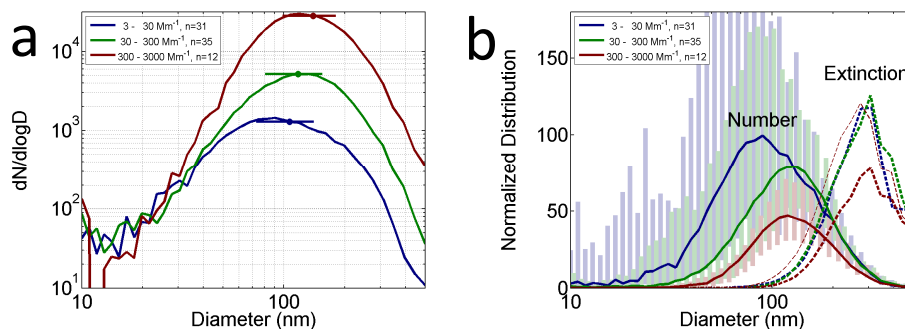 a
3 - 30 Mm⁻¹, n=31
30 - 300 Mm⁻¹, n=35
300 - 3000 Mm⁻¹, n=12
dN/dlogD
10⁴
10³
10²
10¹
10
100
Diameter (nm)
b
3 - 30 Mm⁻¹, n=31
30 - 300 Mm⁻¹, n=35
300 - 3000 Mm⁻¹, n=12
Extinction
Number
Normalized Distribution
150
100
50
0
10
100
Diameter (nm)